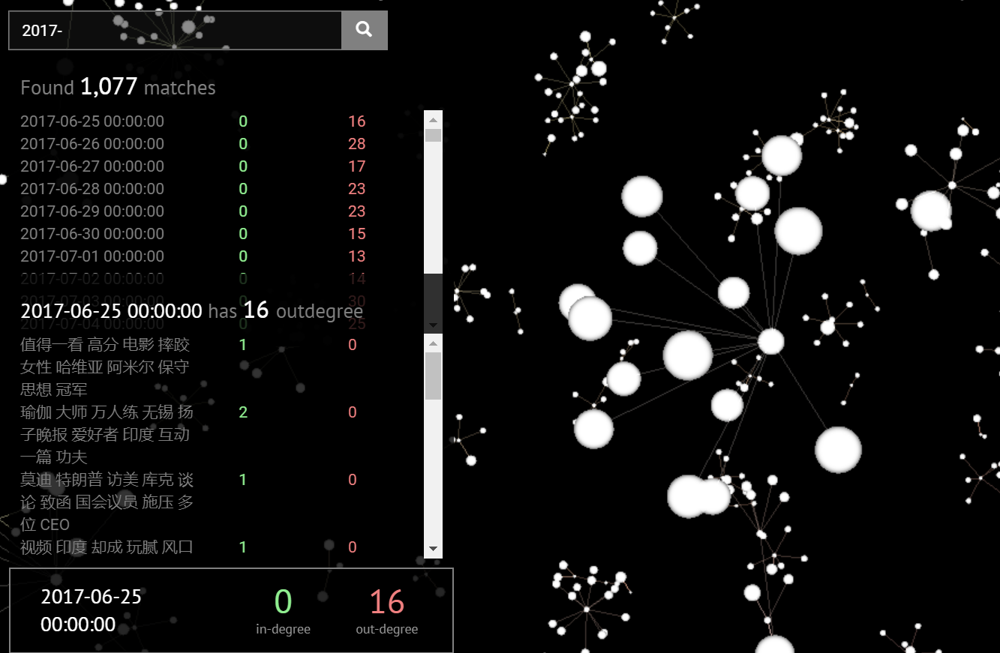 2017-
Found 1,077 matches
2017-06-25 00:00:00 0 16
2017-06-26 00:00:00 0 28
2017-06-27 00:00:00 0 17
2017-06-28 00:00:00 0 23
2017-06-29 00:00:00 0 23
2017-06-30 00:00:00 0 15
2017-07-01 00:00:00 0 13
2017-07-02 00:00:00 0 14
2017-07-03 00:00:00 0 30
2017-06-25 00:00:00 has 16 outdegree
2017-07-04 00:00:00 0 25
值得一看 高分 电影 摔跤 1 0
女性 哈维亚 阿米尔 保守
思想 冠军
瑜伽 大师 万人练 无锡 扬 2 0
子晚报 爱好者 印度 互动
一篇 功夫
莫迪 特朗普 访美 库克 谈 1 0
论 致函 国会议员 施压 多
位 CEO
视频 印度 却成 玩腻 风口 1 0
2017-06-25
00:00:00
0 16
in-degree out-degree